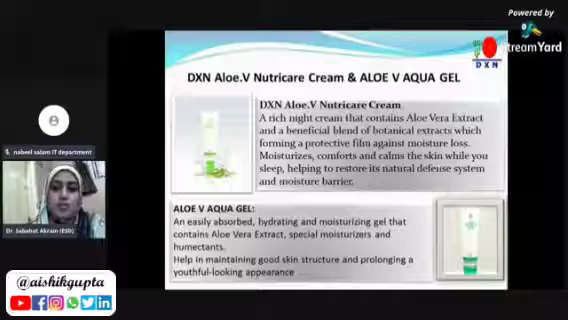 Powered by
StreamYard
DXN
DXN Aloe.V Nutricare Cream & ALOE V AQUA GEL
DXN Aloe.V Nutricare Cream
A rich night cream that contains Aloe Vera Extract
and a beneficial blend of botanical extracts which
forming a protective film against moisture loss.
Moisturizes, comforts and calms the skin while you
sleep, helping to restore its natural defense system
and moisture barrier.
nabeel salam IT department
Dr. Sabahat Akram (ESD)
ALOE V AQUA GEL:
An easily absorbed, hydrating and moisturizing gel that
contains Aloe Vera Extract, special moisturizers and
humectants.
Help in maintaining good skin structure and prolonging a
youthful-looking appearance
@aishikgupta